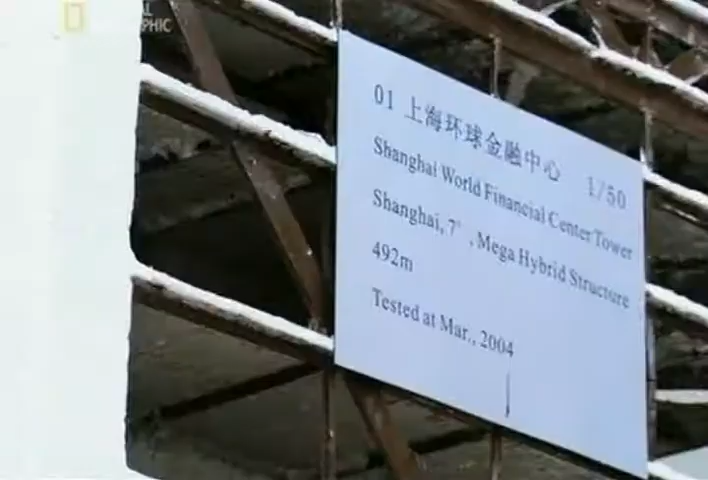 01 上海环球金融中心 1/50
Shanghai World Financial Center Tower
Shanghai, 7°, Mega Hybrid Structure
492m
Tested at Mar., 2004